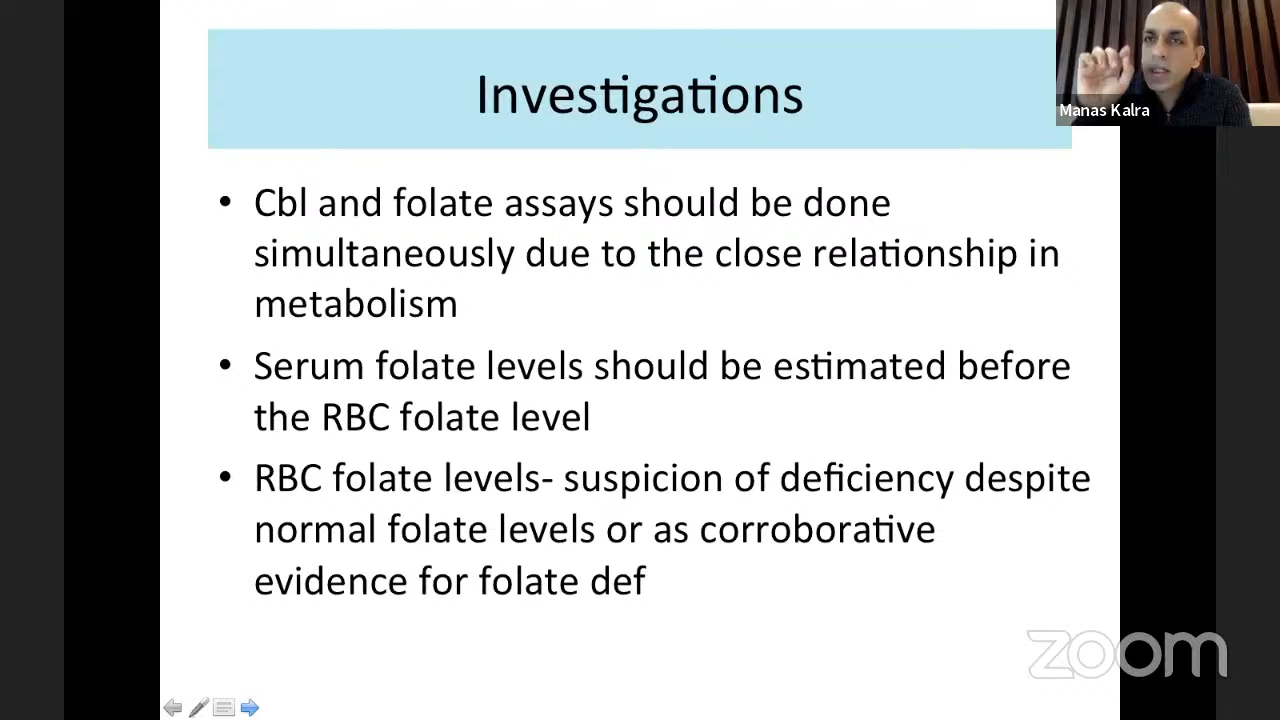 Investigations
Manas Kalra
• Cbl and folate assays should be done
simultaneously due to the close relationship in
metabolism
• Serum folate levels should be estimated before
the RBC folate level
• RBC folate levels- suspicion of deficiency despite
normal folate levels or as corroborative
evidence for folate def
zoom